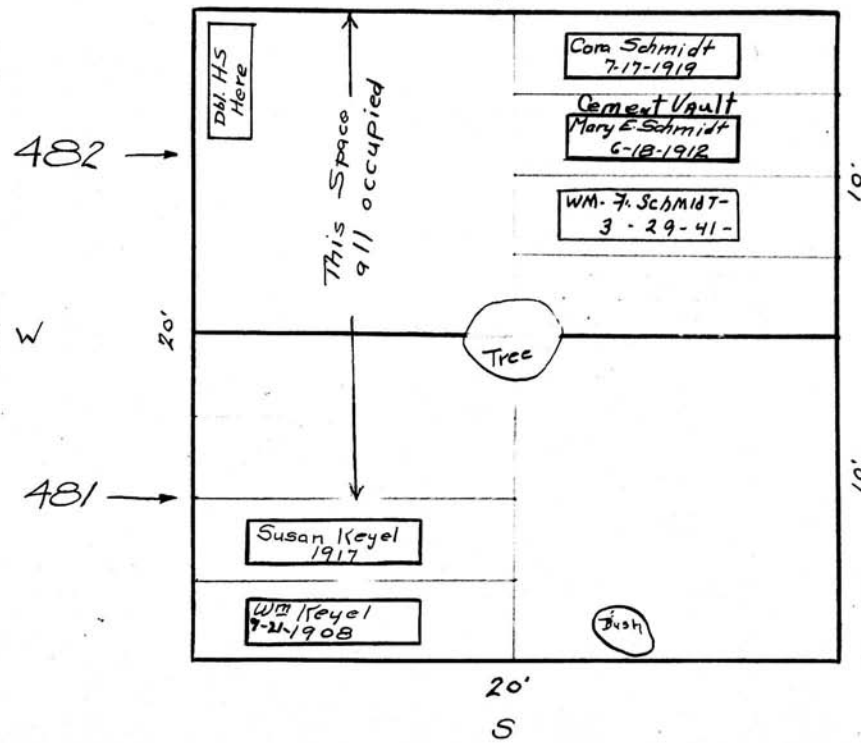 Dbl. H.S
Here
This Space
all occupied
Cora Schmidt
7-17-1919
Cement Vault
Mary E. Schmidt
6-18-1912
WM. F. SCHMIDT-
3 - 29 - 41 -
482
10'
W
20'
Tree
481
10'
Susan Keyel
1917
Wm Keyel
9-21-1908
Bush
20'
S